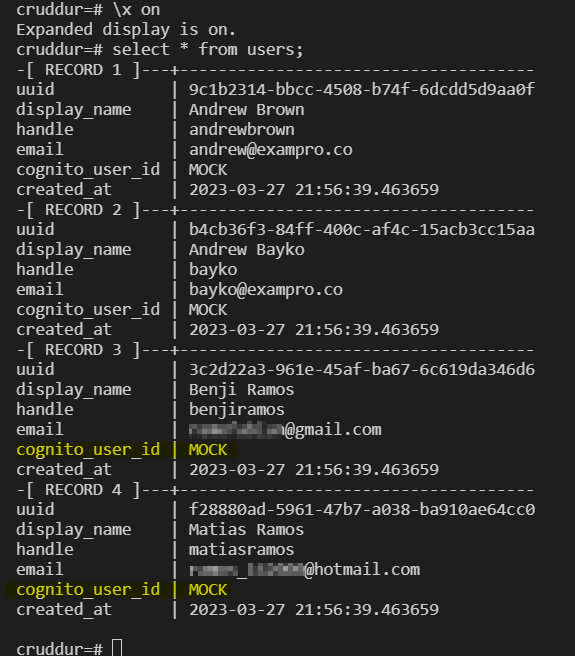 cruddur=# \x on
Expanded display is on.
cruddur=# select * from users;
-[ RECORD 1 ]---+-------------------------------------
uuid            | 9c1b2314-bbcc-4508-b74f-6dcdd5d9aa0f
display_name    | Andrew Brown
handle          | andrewbrown
email           | andrew@exampro.co
cognito_user_id | MOCK
created_at      | 2023-03-27 21:56:39.463659
-[ RECORD 2 ]---+-------------------------------------
uuid            | b4cb36f3-84ff-400c-af4c-15acb3cc15aa
display_name    | Andrew Bayko
handle          | bayko
email           | bayko@exampro.co
cognito_user_id | MOCK
created_at      | 2023-03-27 21:56:39.463659
-[ RECORD 3 ]---+-------------------------------------
uuid            | 3c2d22a3-961e-45af-ba67-6c619da346d6
display_name    | Benji Ramos
handle          | benjiramos
email           | @gmail.com
cognito_user_id | MOCK
created_at      | 2023-03-27 21:56:39.463659
-[ RECORD 4 ]---+-------------------------------------
uuid            | f28880ad-5961-47b7-a038-ba910ae64cc0
display_name    | Matias Ramos
handle          | matiasramos
email           | @hotmail.com
cognito_user_id | MOCK
created_at      | 2023-03-27 21:56:39.463659
cruddur=#